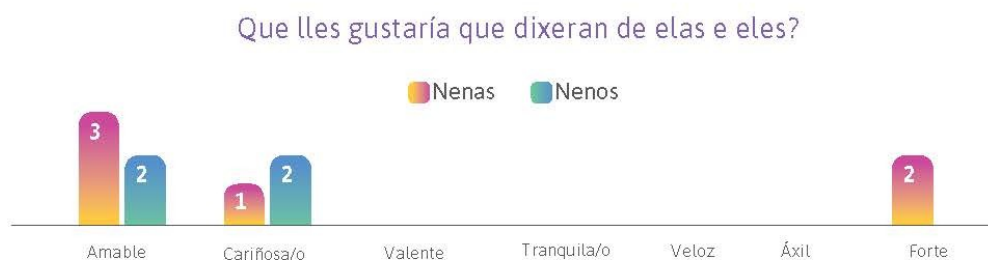 Que lles gustaría que dixeran de elas e eles?
Nenas Nenos
3 2 1 2 2
Amable Cariñosa/o Valente Tranquila/o Veloz Áxil Forte